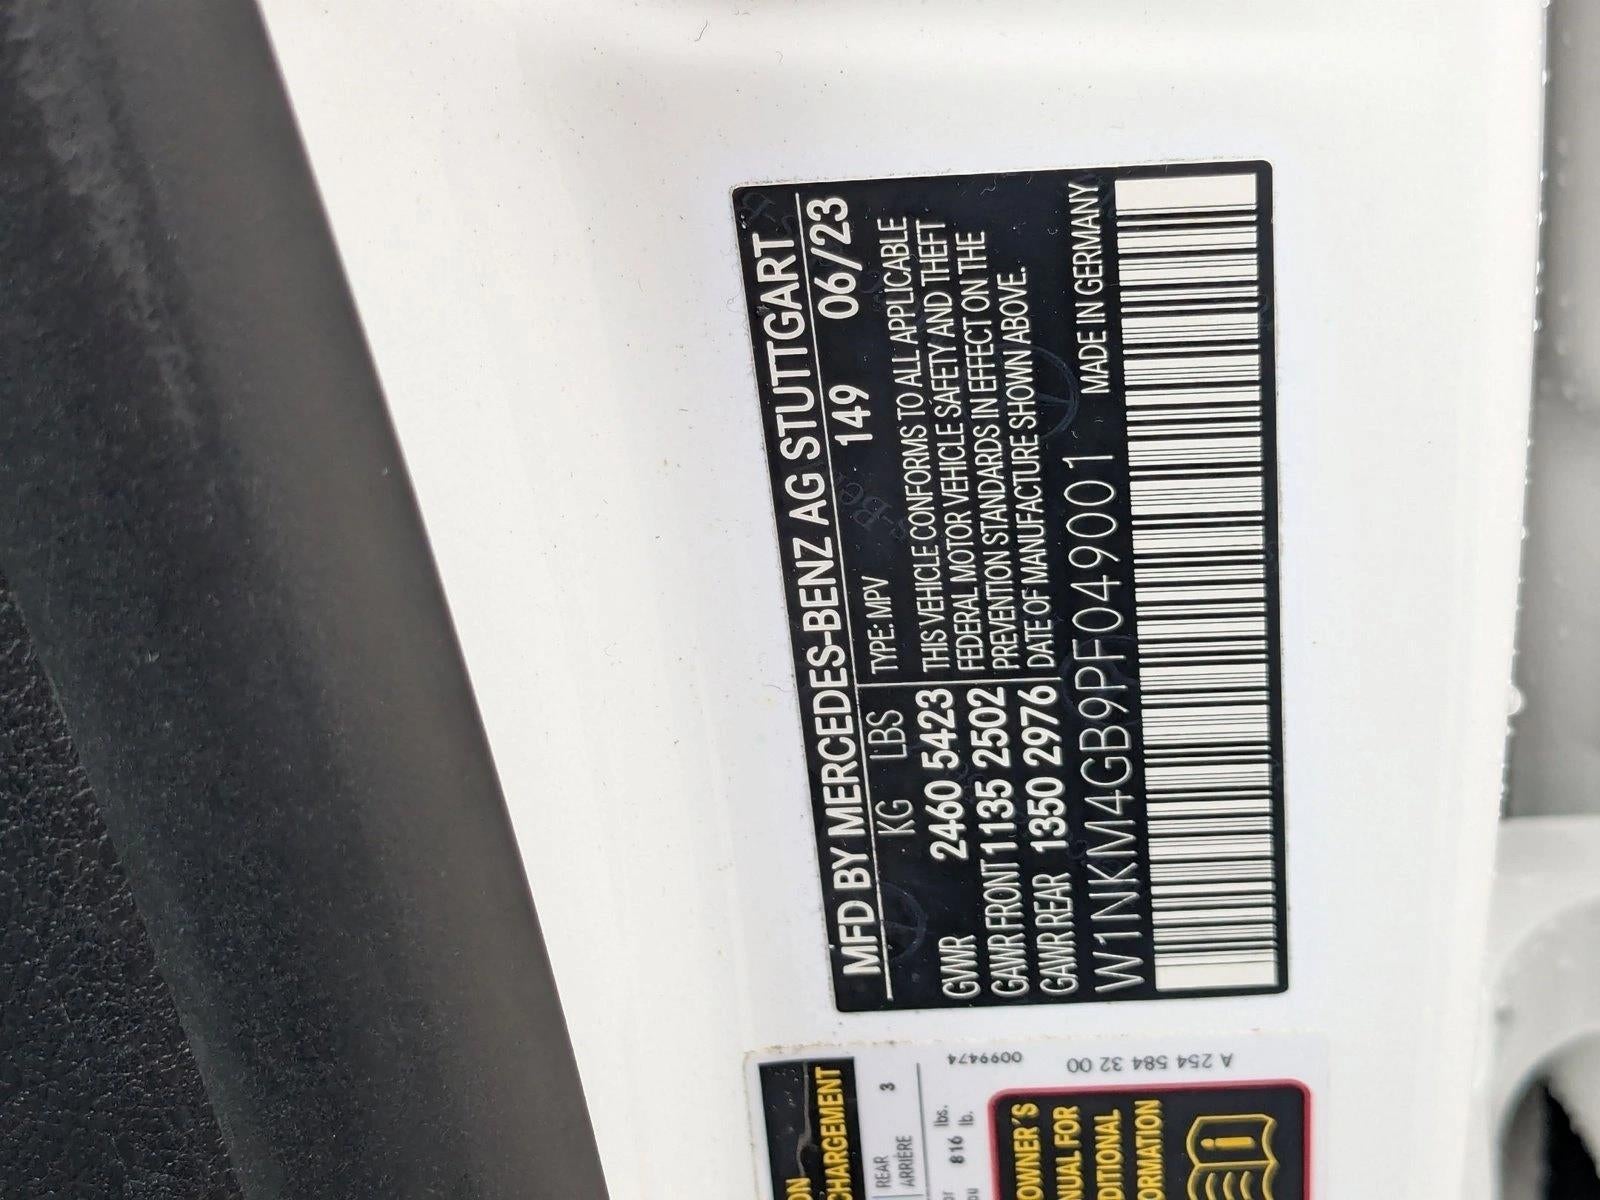 MFD BY MERCEDES-BENZ AG STUTTGART
149 06/23
KG LBS
GVWR 2460 5423
GAWR FRONT 1135 2502
GAWR REAR 1350 2976
TYPE: MPV
THIS VEHICLE CONFORMS TO ALL APPLICABLE
FEDERAL MOTOR VEHICLE SAFETY AND THEFT
PREVENTION STANDARDS IN EFFECT ON THE
DATE OF MANUFACTURE SHOWN ABOVE.
W1NKM4GB9PF049001 MADE IN GERMANY
CHARGEMENT
REAR 3
ARRIÈRE
816 lbs.
lb.
0099474
OWNER'S
FOR
A 254 584 32 00